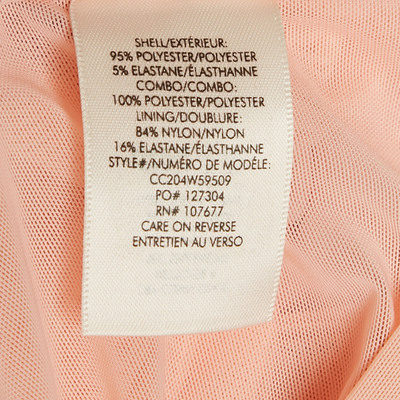 SHELL/EXTÉRIEUR:
95% POLYESTER/POLYESTER
5% ELASTANE/ÉLASTHANNE
COMBO/COMBO:
100% POLYESTER/POLYESTER
LINING/DOUBLURE:
84% NYLON/NYLON
16% ELASTANE/ÉLASTHANNE
STYLE#/NUMÉRO DE MODÉLE:
CC204W59509
PO# 127304
RN# 107677
CARE ON REVERSE
ENTRETIEN AU VERSO